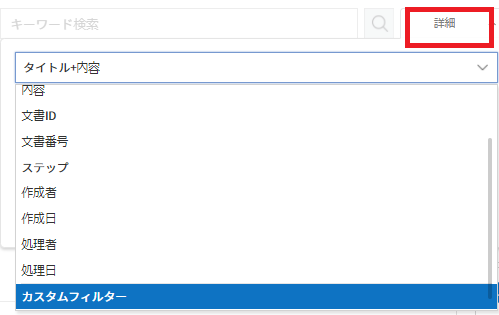 キーワード検索
詳細
タイトル+内容
内容
文書ID
文書番号
ステップ
作成者
作成日
処理者
処理日
カスタムフィルター